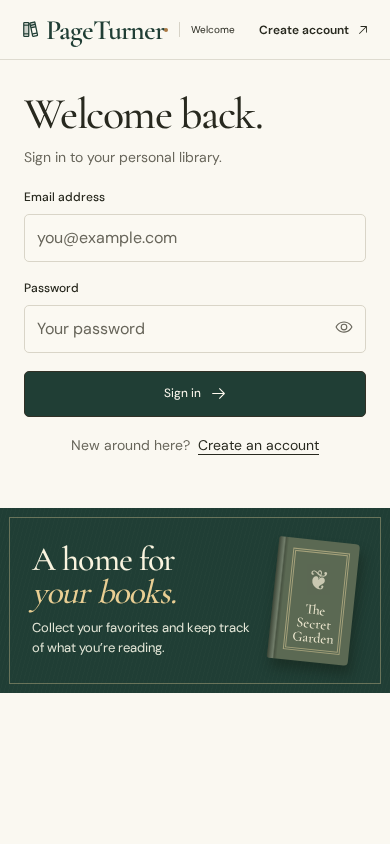 PageTurner
Welcome
Create account
Welcome back.
Sign in to your personal library.
Email address
you@example.com
Password
Your password
Sign in
New around here? Create an account
A home for
your books.
Collect your favorites and keep track
of what you’re reading.
The
Secret
Garden